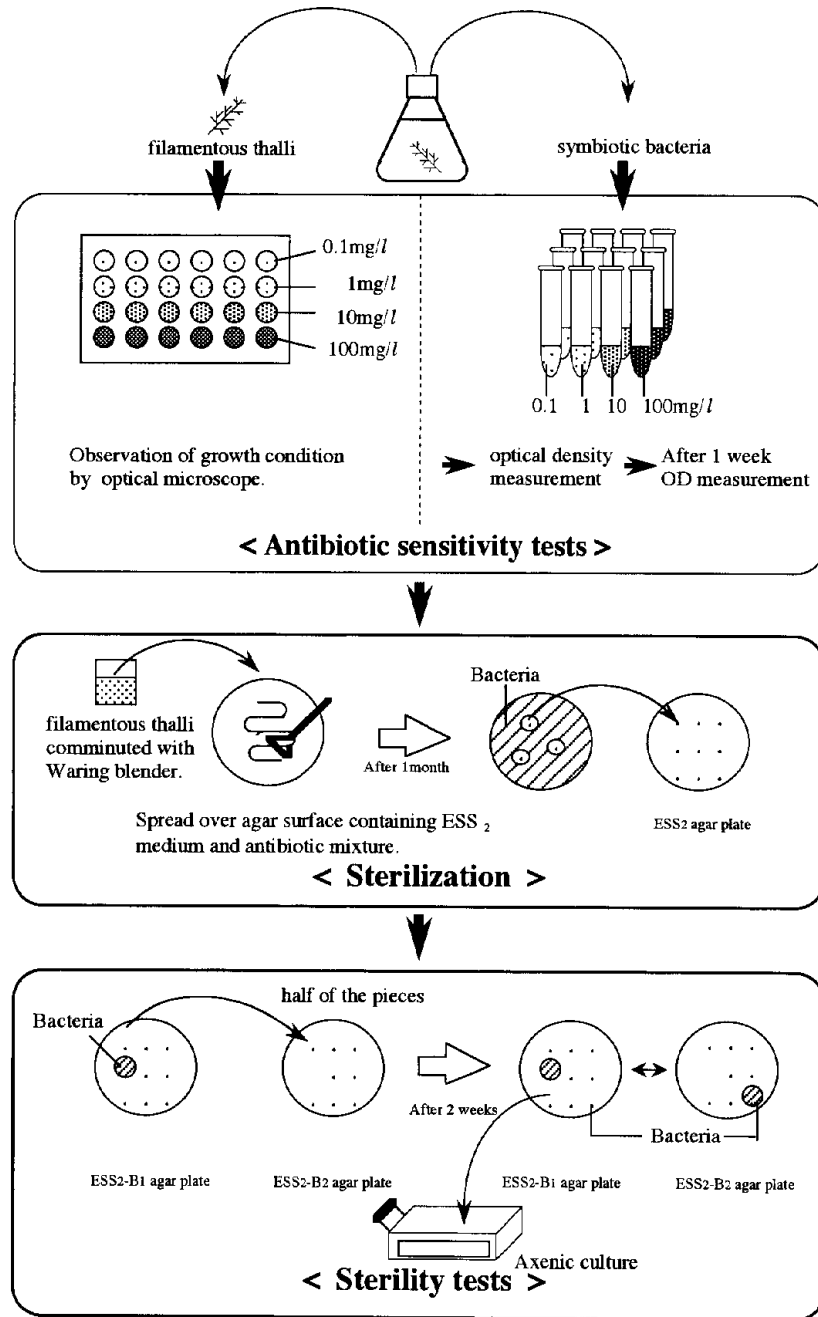 filamentous thalli
symbiotic bacteria
0.1mg/l
1mg/l
10mg/l
100mg/l
0.1 1 10 100mg/l
Observation of growth condition
by optical microscope.
optical density
measurement
After 1 week
OD measurement
< Antibiotic sensitivity tests >
filamentous thalli
comminuted with
Waring blender.
After 1month
Bacteria
ESS2 agar plate
Spread over agar surface containing ESS 2
medium and antibiotic mixture.
< Sterilization >
half of the pieces
Bacteria
After 2 weeks
Bacteria
ESS2-B1 agar plate
ESS2-B2 agar plate
ESS2-B1 agar plate
ESS2-B2 agar plate
Axenic culture
< Sterility tests >